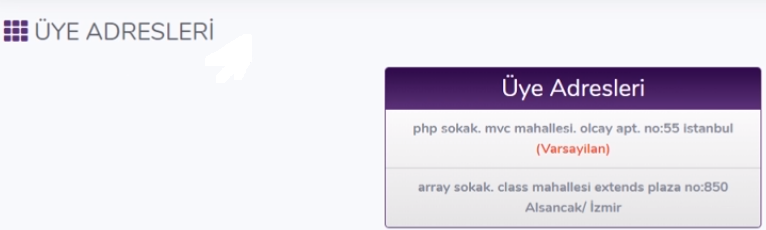 ÜYE ADRESLERİ
Üye Adresleri
php sokak. mvc mahallesi. olcay apt. no:55 istanbul
(Varsayilan)
array sokak. class mahallesi extends plaza no:850
Alsancak/ İzmir